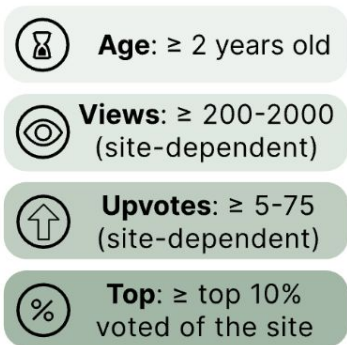 Age: ≥ 2 years old
Views: ≥ 200-2000
(site-dependent)
Upvotes: ≥ 5-75
(site-dependent)
% Top: ≥ top 10%
voted of the site